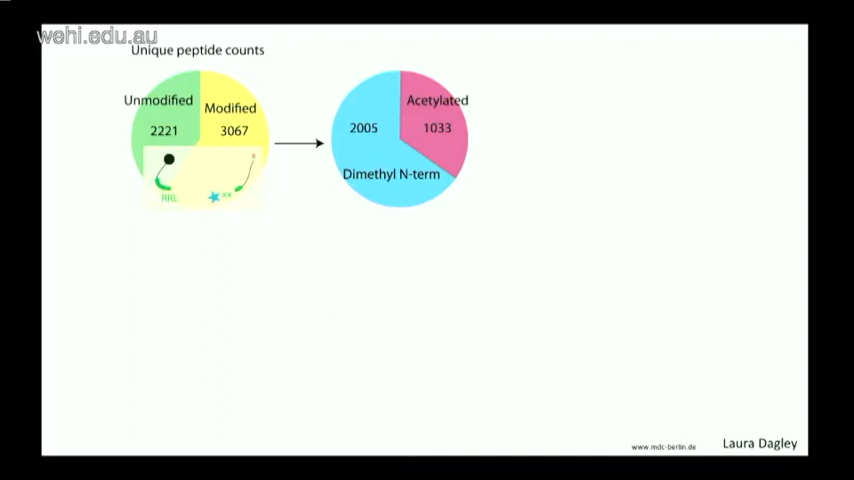 wehi.edu.au
Unique peptide counts
Unmodified
2221
Modified
3067
RRL
xx
2005
Dimethyl N-term
Acetylated
1033
www.mdc-berlin.de
Laura Dagley